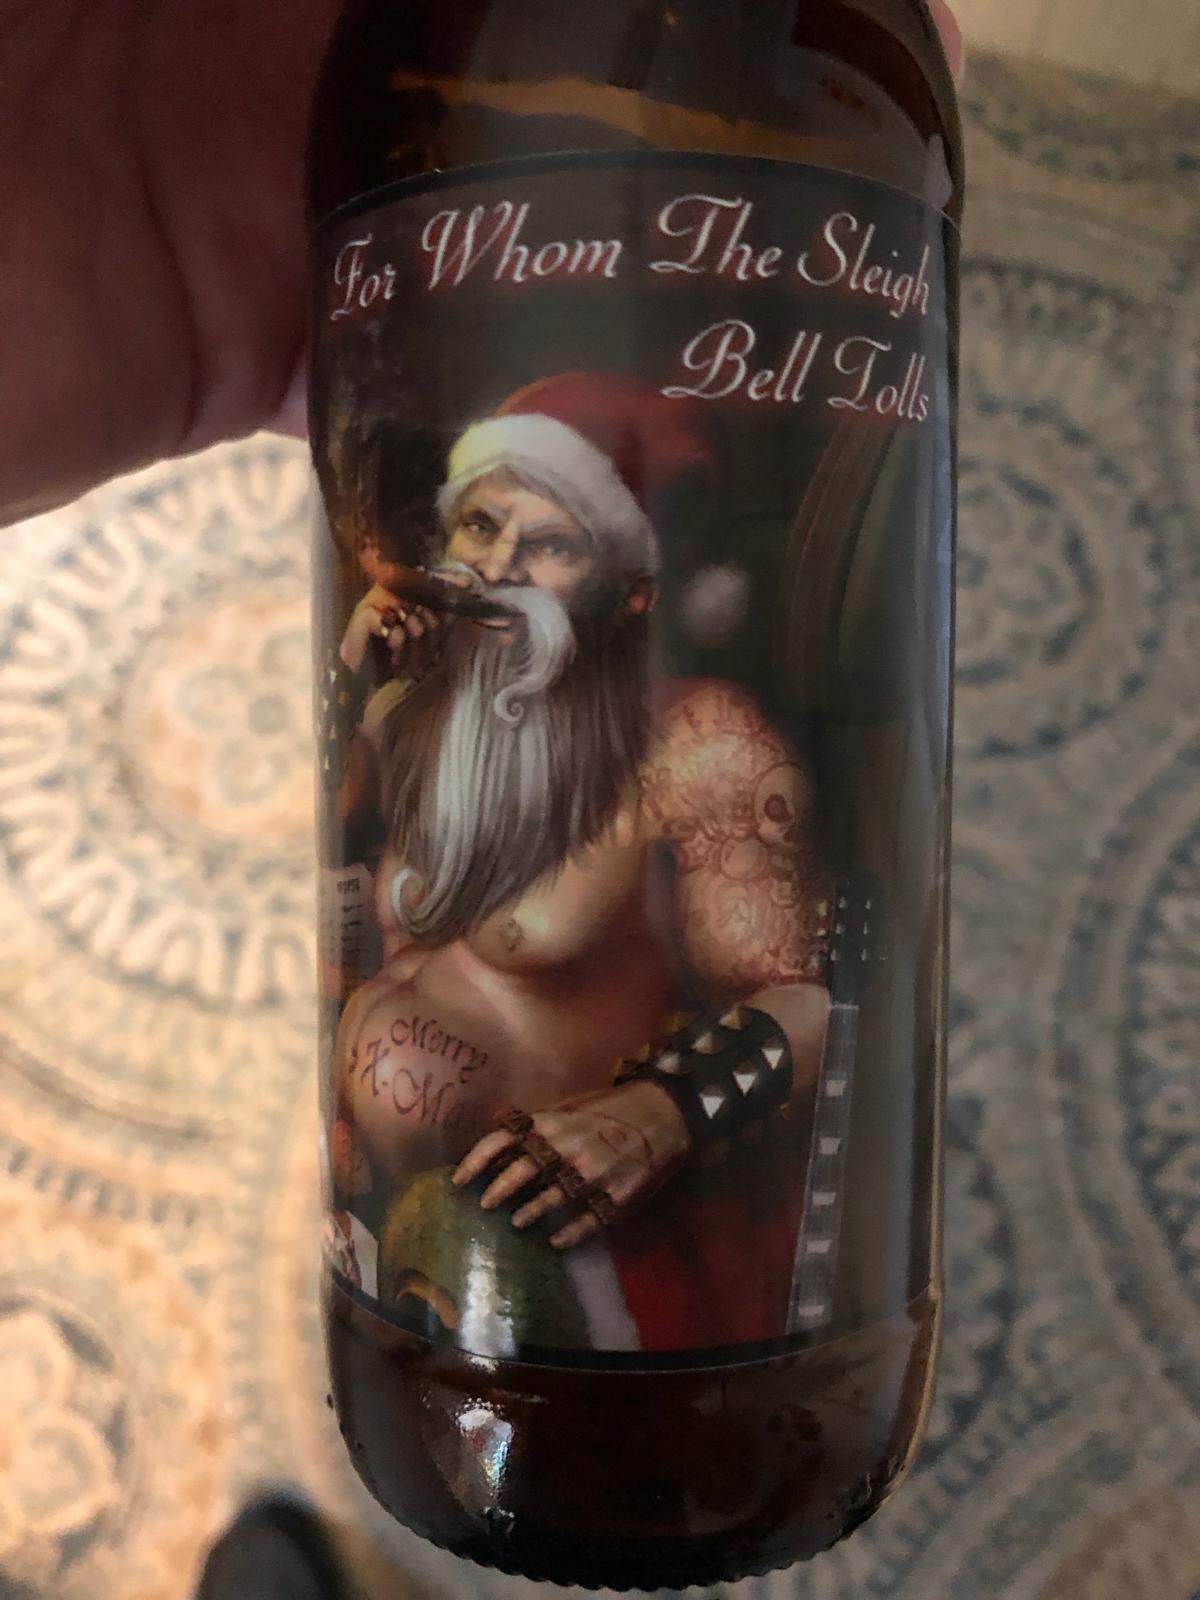 For Whom The Sleigh
Bell Tolls
Merry
X-Mas